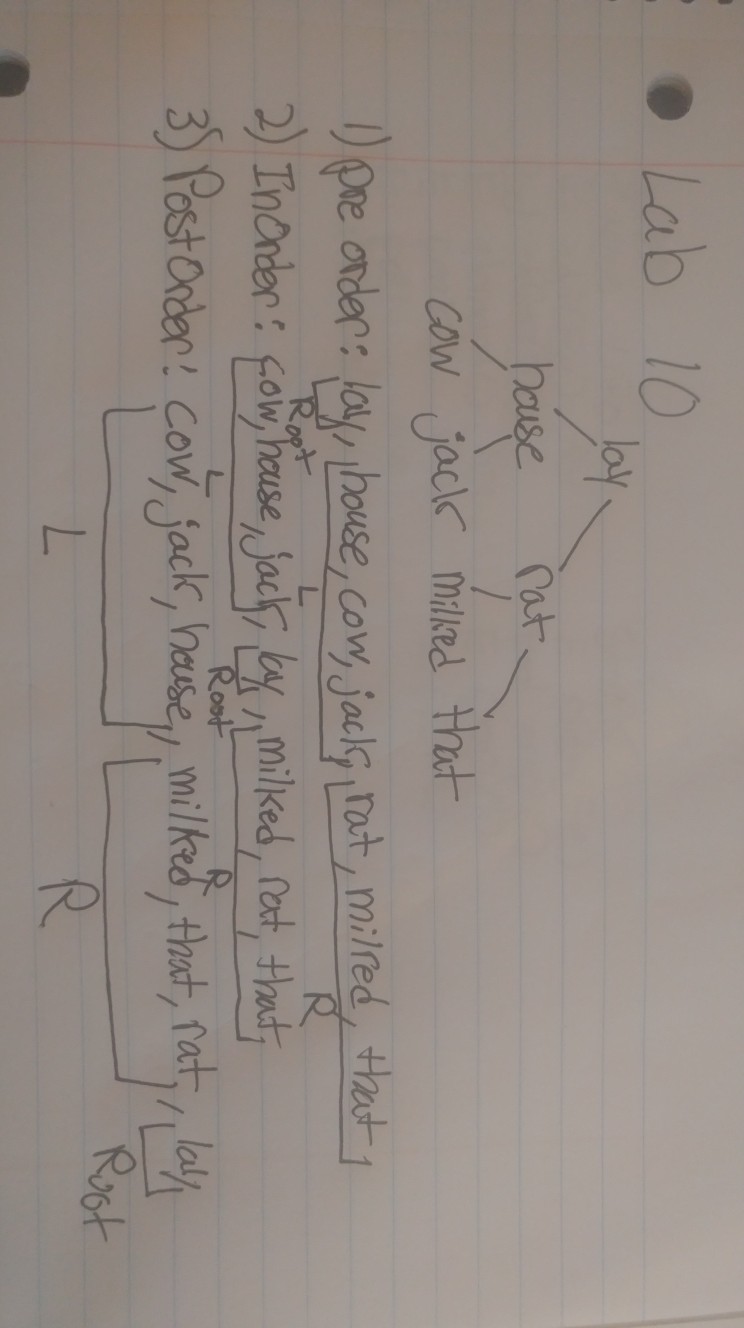 Lab 10
lay
house rat
cow jack milked that
1) pre order: lay, house, cow, jack, rat, milked, that
Root L R
2) InOrder: cow, house, jack, lay, milked, rat, that
L Root R
3) PostOrder: cow, jack, house, milked, that, rat, lay
L R Root